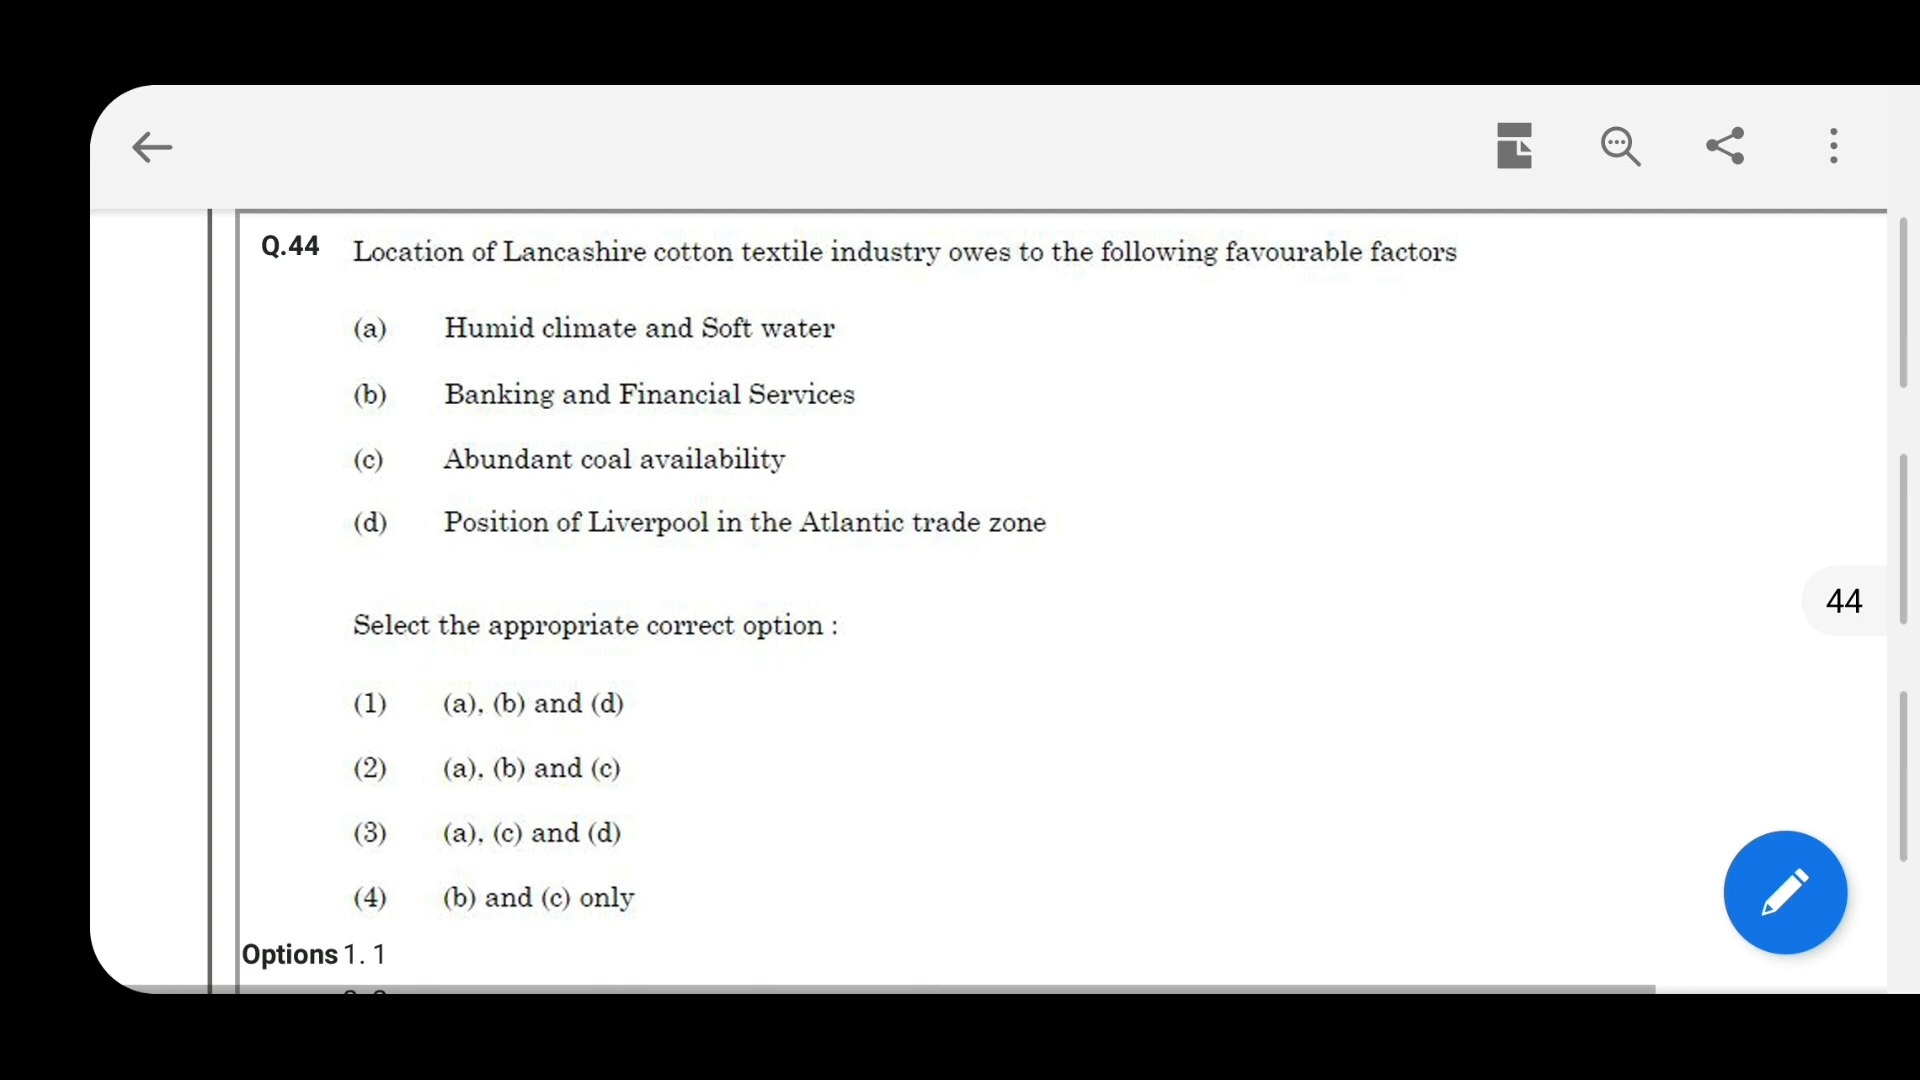 Q.44 Location of Lancashire cotton textile industry owes to the following favourable factors
(a) Humid climate and Soft water
(b) Banking and Financial Services
(c) Abundant coal availability
(d) Position of Liverpool in the Atlantic trade zone
Select the appropriate correct option :
44
(1) (a), (b) and (d)
(2) (a), (b) and (c)
(3) (a), (c) and (d)
(4) (b) and (c) only
Options 1. 1